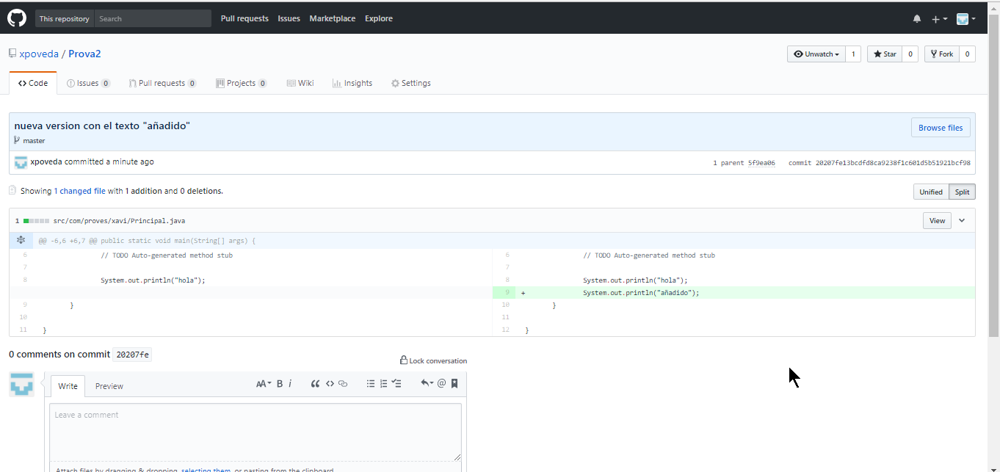 This repository Search Pull requests Issues Marketplace Explore
xpoveda / Prova2 Unwatch 1 Star 0 Fork 0
Code Issues 0 Pull requests 0 Projects 0 Wiki Insights Settings
nueva version con el texto "añadido" Browse files
master
xpoveda committed a minute ago 1 parent 5f9ea06 commit 20207fe13bcdfd8ca9238f1c601d5b51921bcf98
Showing 1 changed file with 1 addition and 0 deletions. Unified Split
1 src/com/proves/xavi/Principal.java View
@@ -6,6 +6,7 @@ public static void main(String[] args) {
6 // TODO Auto-generated method stub 6 // TODO Auto-generated method stub
7 7
8 System.out.println("hola"); 8 System.out.println("hola");
9 + System.out.println("añadido");
9 } 10 }
10 11
11 } 12 }
0 comments on commit 20207fe
Lock conversation
Write Preview AA B i
Leave a comment
Attach files by dragging & dropping, selecting them, or pasting from the clipboard.